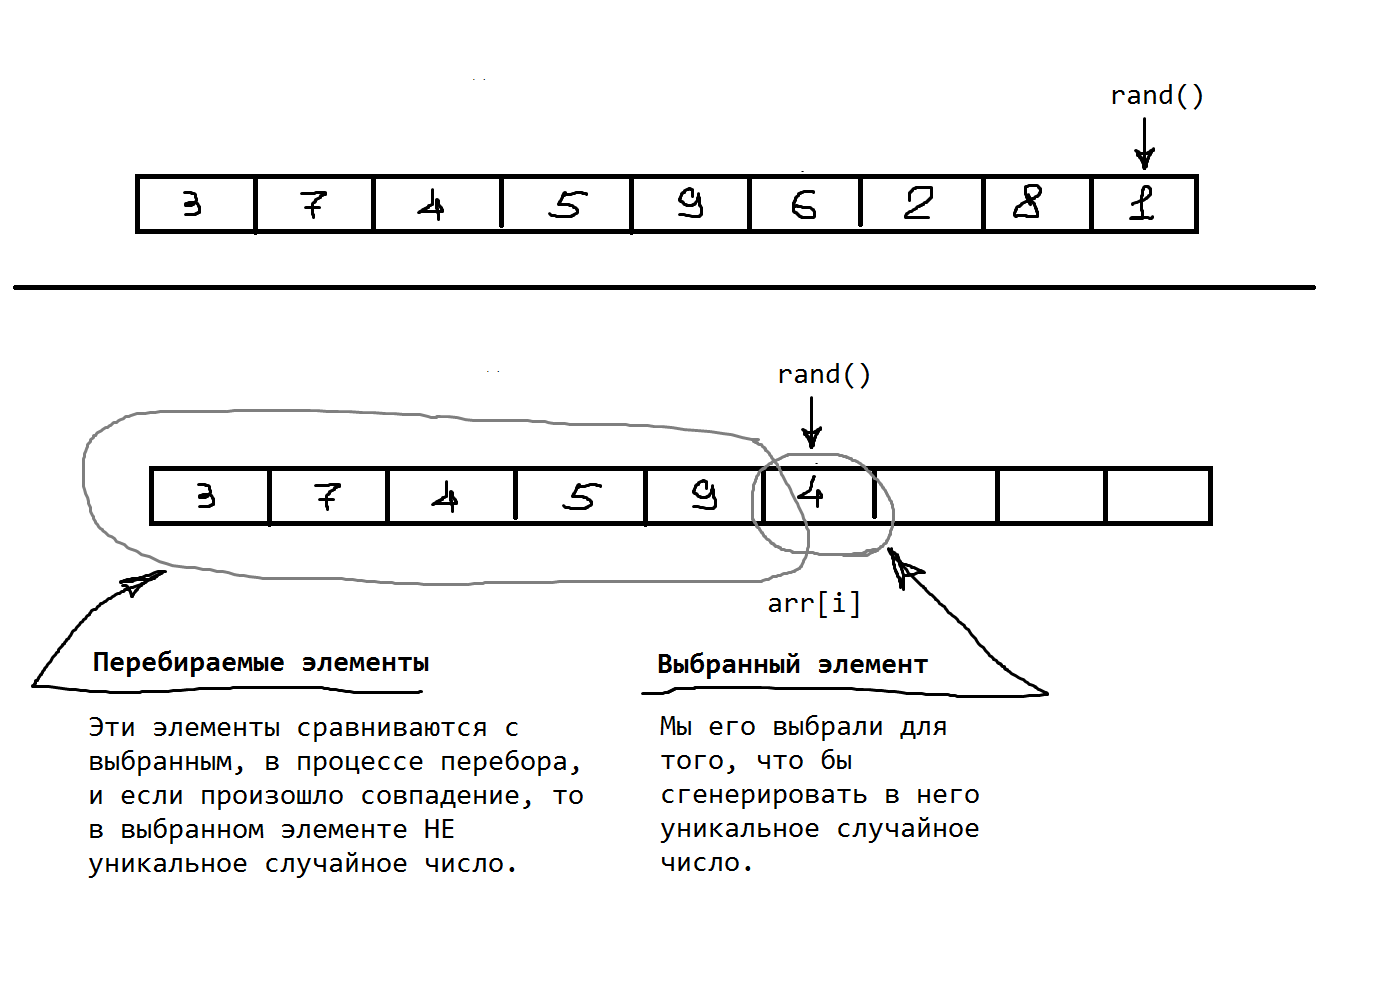 rand()
3 7 4 5 9 6 2 8 1
rand()
3 7 4 5 9 4
arr[i]
Перебираемые элементы
Эти элементы сравниваются с
выбранным, в процессе перебора,
и если произошло совпадение, то
в выбранном элементе НЕ
уникальное случайное число.
Выбранный элемент
Мы его выбрали для
того, что бы
сгенерировать в него
уникальное случайное
число.